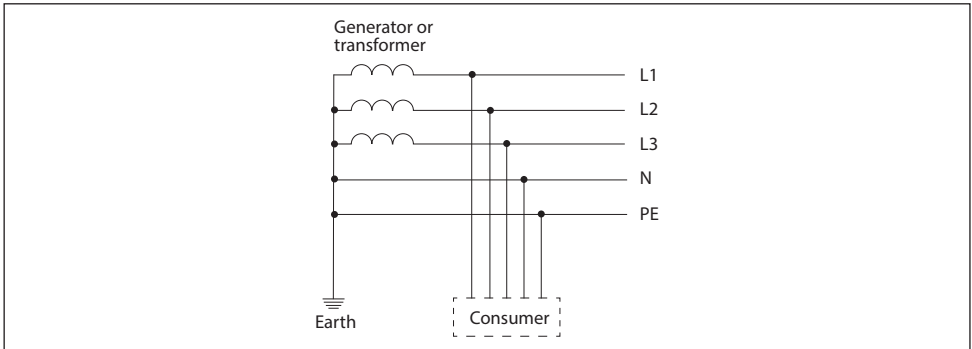 Generator or
transformer
L1
L2
L3
N
PE
Earth
Consumer